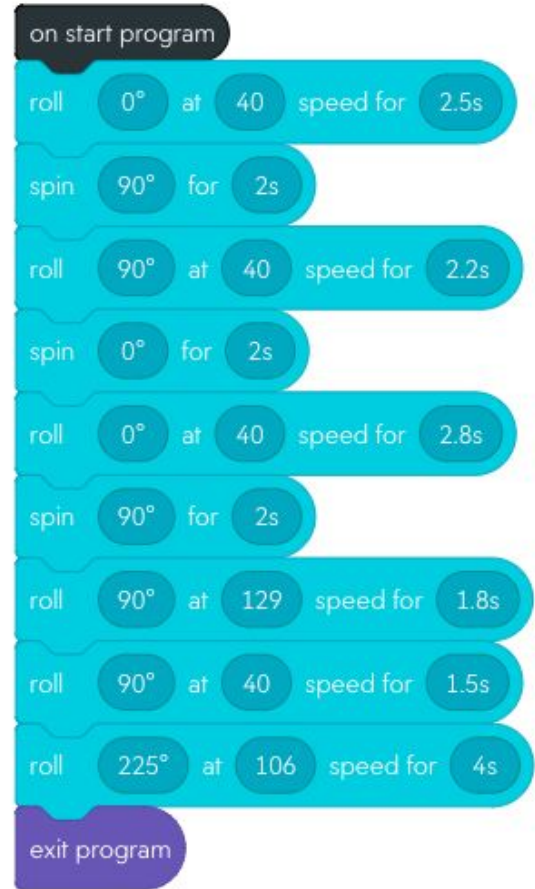 on start program
roll 0° at 40 speed for 2.5s
spin 90° for 2s
roll 90° at 40 speed for 2.2s
spin 0° for 2s
roll 0° at 40 speed for 2.8s
spin 90° for 2s
roll 90° at 129 speed for 1.8s
roll 90° at 40 speed for 1.5s
roll 225° at 106 speed for 4s
exit program